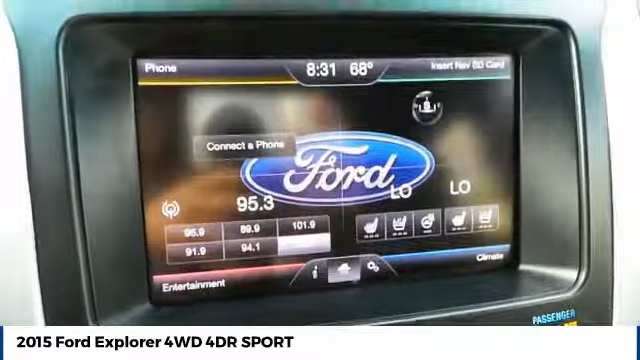 Phone
8:31 68°
Insert Nav SD Card
Connect a Phone
Ford
LO
LO
95.3
95.9 89.9 101.9
91.9 94.1
Entertainment
Climate
PASSENGER
2015 Ford Explorer 4WD 4DR SPORT